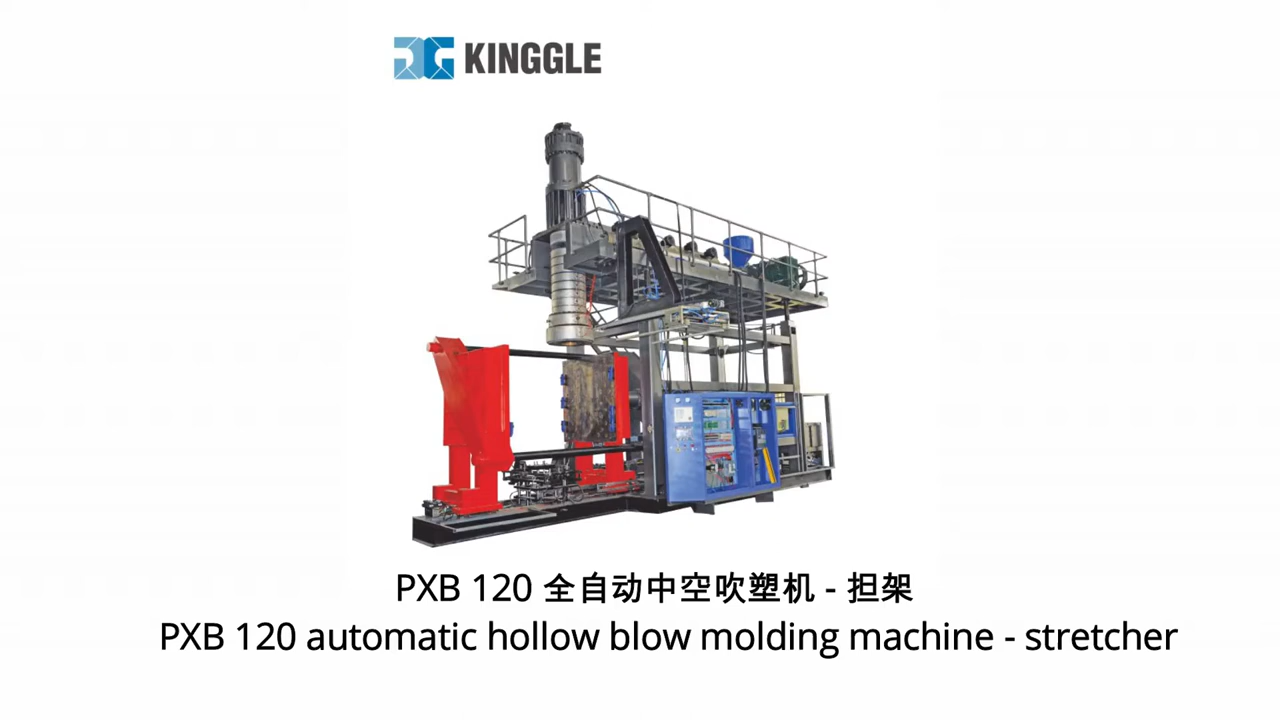 KINGGLE
PXB 120 全自动中空吹塑机 - 担架
PXB 120 automatic hollow blow molding machine - stretcher